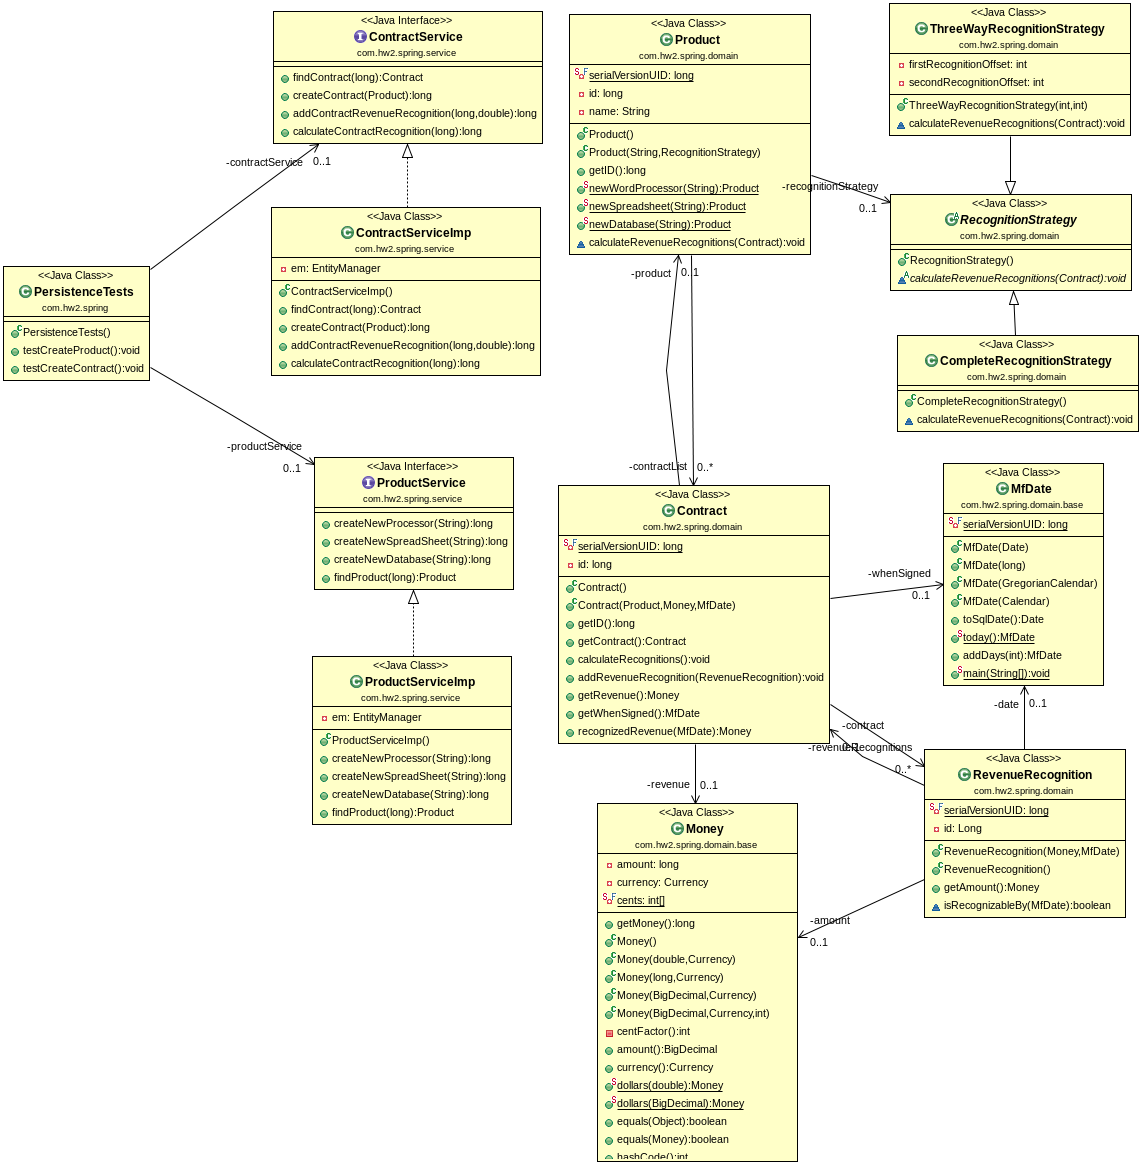 <<Java Interface>>
ContractService
com.hw2.spring.service
findContract(long):Contract
createContract(Product):long
addContractRevenueRecognition(long,double):long
calculateContractRecognition(long):long
-contractService
0..1
<<Java Class>>
ContractServiceImp
com.hw2.spring.service
em: EntityManager
ContractServiceImp()
findContract(long):Contract
createContract(Product):long
addContractRevenueRecognition(long,double):long
calculateContractRecognition(long):long
<<Java Class>>
PersistenceTests
com.hw2.spring
PersistenceTests()
testCreateProduct():void
testCreateContract():void
-productService
0..1
<<Java Interface>>
ProductService
com.hw2.spring.service
createNewProcessor(String):long
createNewSpreadSheet(String):long
createNewDatabase(String):long
findProduct(long):Product
<<Java Class>>
ProductServiceImp
com.hw2.spring.service
em: EntityManager
ProductServiceImp()
createNewProcessor(String):long
createNewSpreadSheet(String):long
createNewDatabase(String):long
findProduct(long):Product
<<Java Class>>
Product
com.hw2.spring.domain
serialVersionUID: long
id: long
name: String
Product()
Product(String,RecognitionStrategy)
getID():long
newWordProcessor(String):Product
newSpreadsheet(String):Product
newDatabase(String):Product
calculateRevenueRecognitions(Contract):void
-recognitionStrategy
0..1
-product
0..1
-contractList
0..*
<<Java Class>>
ThreeWayRecognitionStrategy
com.hw2.spring.domain
firstRecognitionOffset: int
secondRecognitionOffset: int
ThreeWayRecognitionStrategy(int,int)
calculateRevenueRecognitions(Contract):void
<<Java Class>>
RecognitionStrategy
com.hw2.spring.domain
RecognitionStrategy()
calculateRevenueRecognitions(Contract):void
<<Java Class>>
CompleteRecognitionStrategy
com.hw2.spring.domain
CompleteRecognitionStrategy()
calculateRevenueRecognitions(Contract):void
<<Java Class>>
Contract
com.hw2.spring.domain
serialVersionUID: long
id: long
Contract()
Contract(Product,Money,MfDate)
getID():long
getContract():Contract
calculateRecognitions():void
addRevenueRecognition(RevenueRecognition):void
getRevenue():Money
getWhenSigned():MfDate
recognizedRevenue(MfDate):Money
-whenSigned
0..1
<<Java Class>>
MfDate
com.hw2.spring.domain.base
serialVersionUID: long
MfDate(Date)
MfDate(long)
MfDate(GregorianCalendar)
MfDate(Calendar)
toSqlDate():Date
today():MfDate
addDays(int):MfDate
main(String[]):void
-date
0..1
-contract
-revenueRecognitions
0..*
-revenue
0..1
<<Java Class>>
RevenueRecognition
com.hw2.spring.domain
serialVersionUID: long
id: Long
RevenueRecognition(Money,MfDate)
RevenueRecognition()
getAmount():Money
isRecognizableBy(MfDate):boolean
-amount
0..1
<<Java Class>>
Money
com.hw2.spring.domain.base
amount: long
currency: Currency
cents: int[]
getMoney():long
Money()
Money(double,Currency)
Money(long,Currency)
Money(BigDecimal,Currency)
Money(BigDecimal,Currency,int)
centFactor():int
amount():BigDecimal
currency():Currency
dollars(double):Money
dollars(BigDecimal):Money
equals(Object):boolean
equals(Money):boolean
hashCode():int